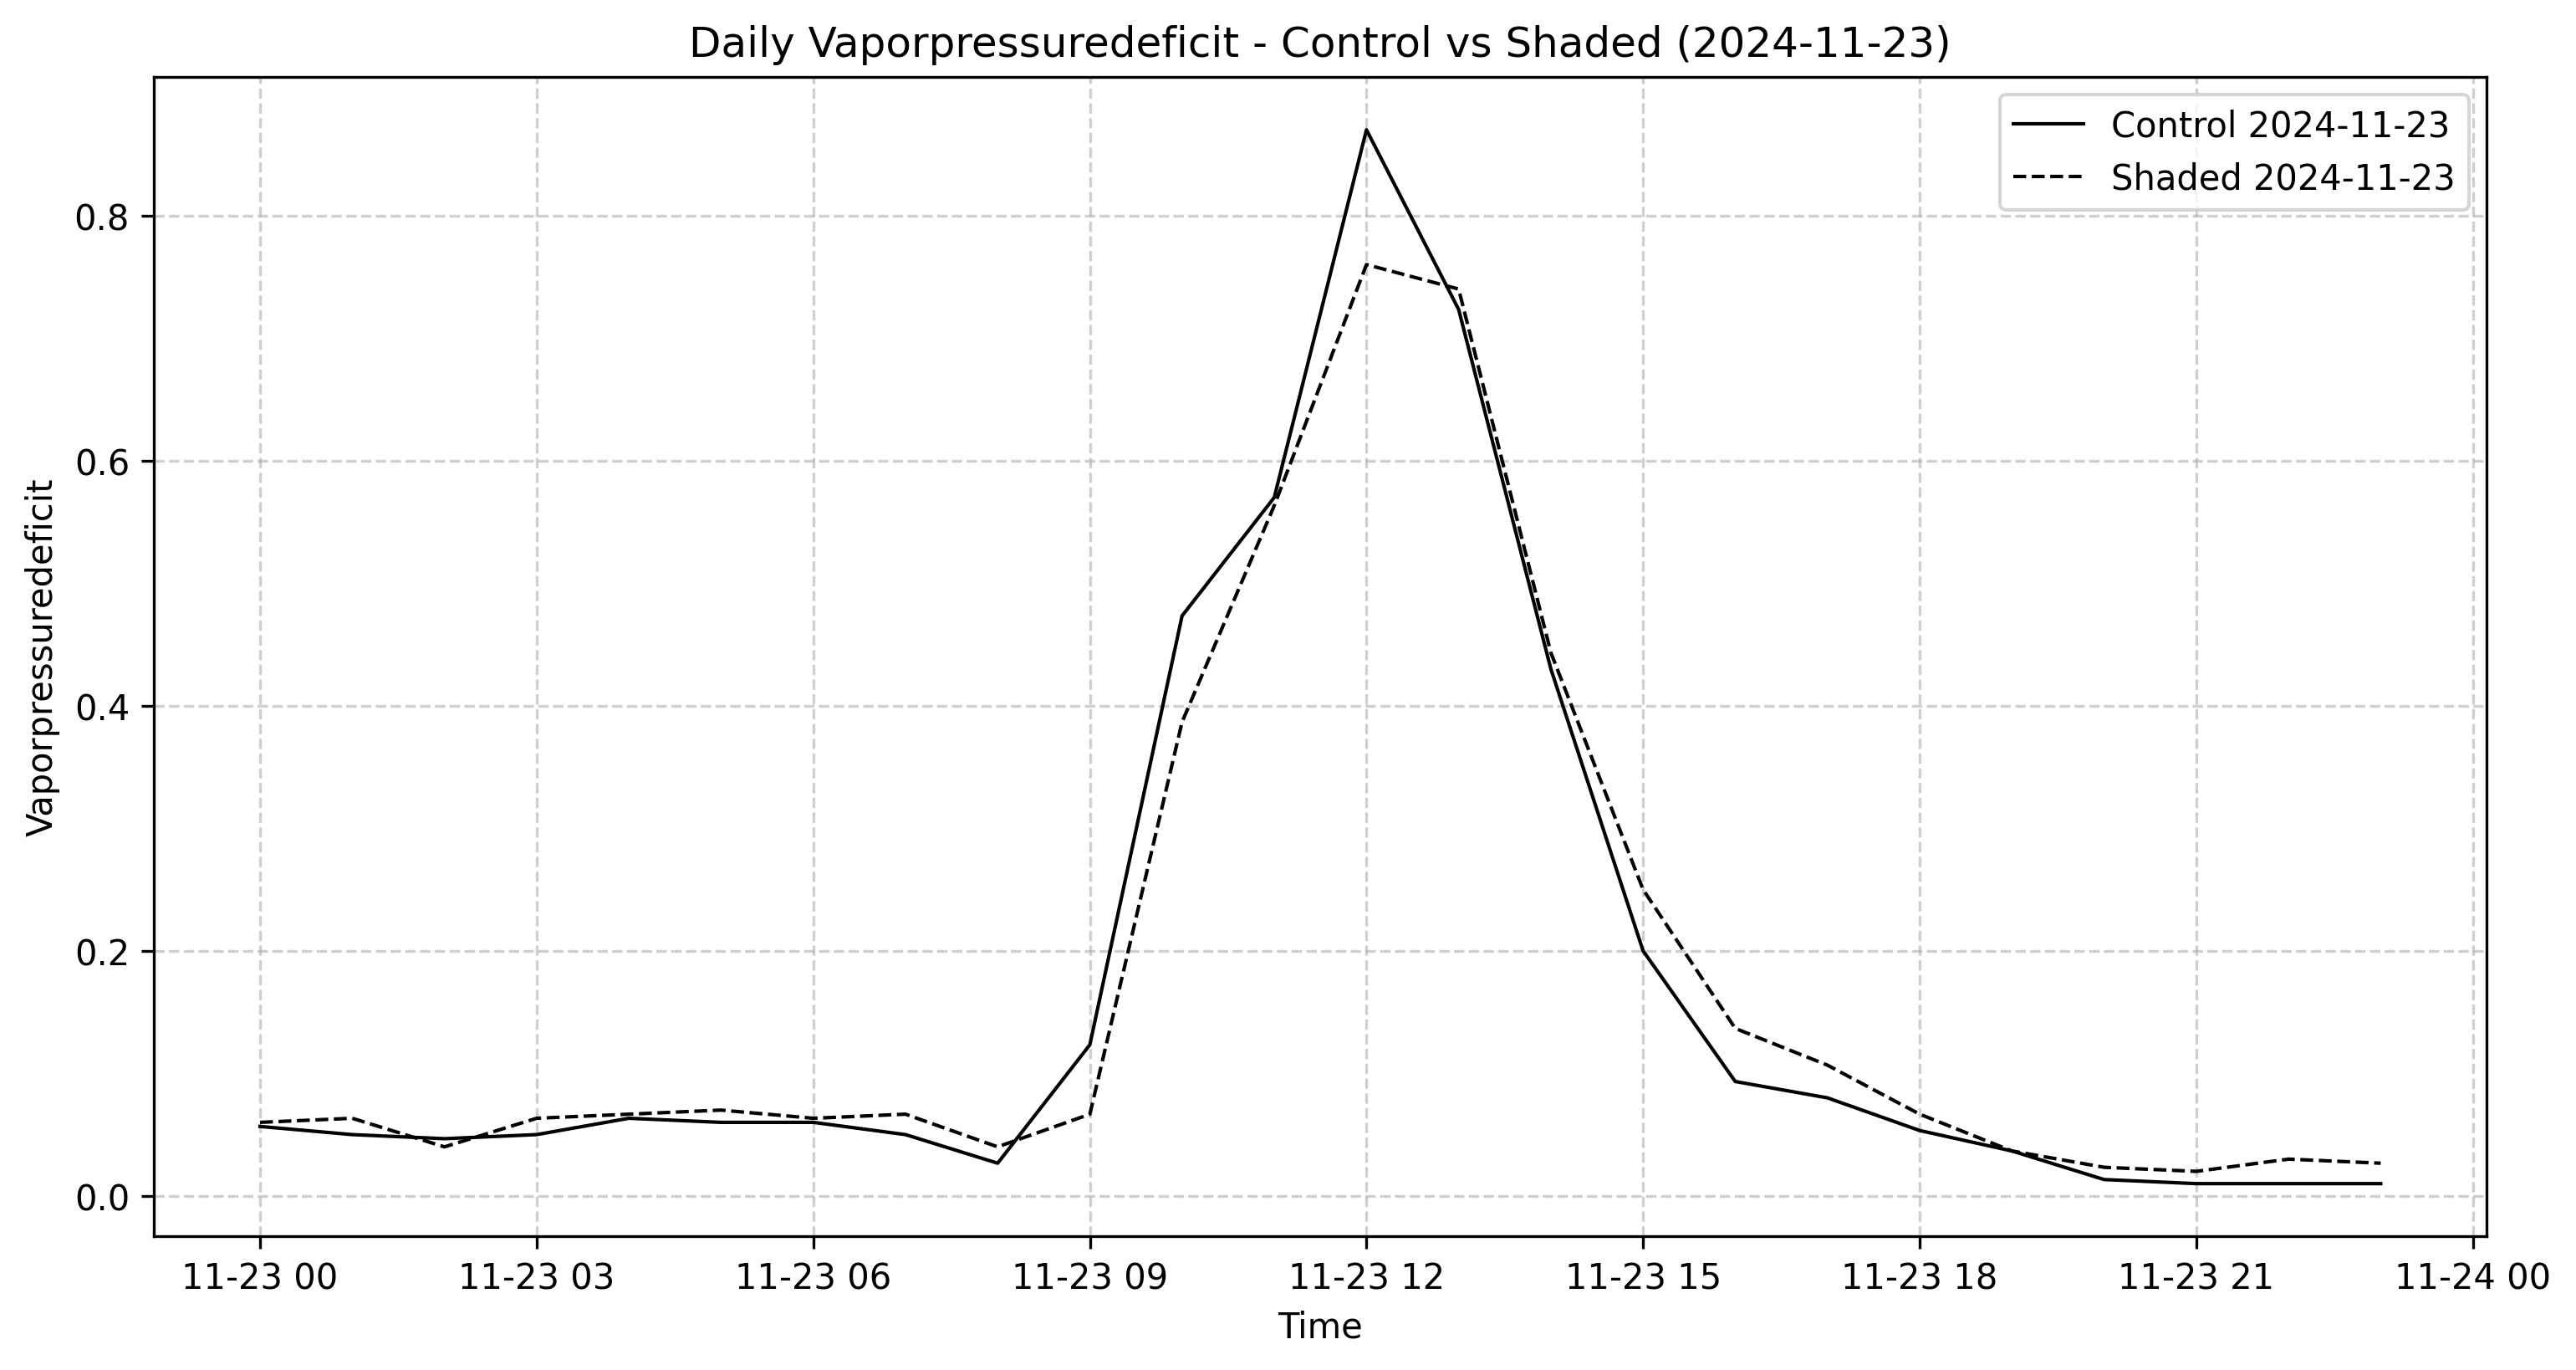 Daily Vaporpressuredeficit - Control vs Shaded (2024-11-23)
Control 2024-11-23
Shaded 2024-11-23
Vaporpressuredeficit
0.8
0.6
0.4
0.2
0.0
11-23 00 11-23 03 11-23 06 11-23 09 11-23 12 11-23 15 11-23 18 11-23 21 11-24 00
Time